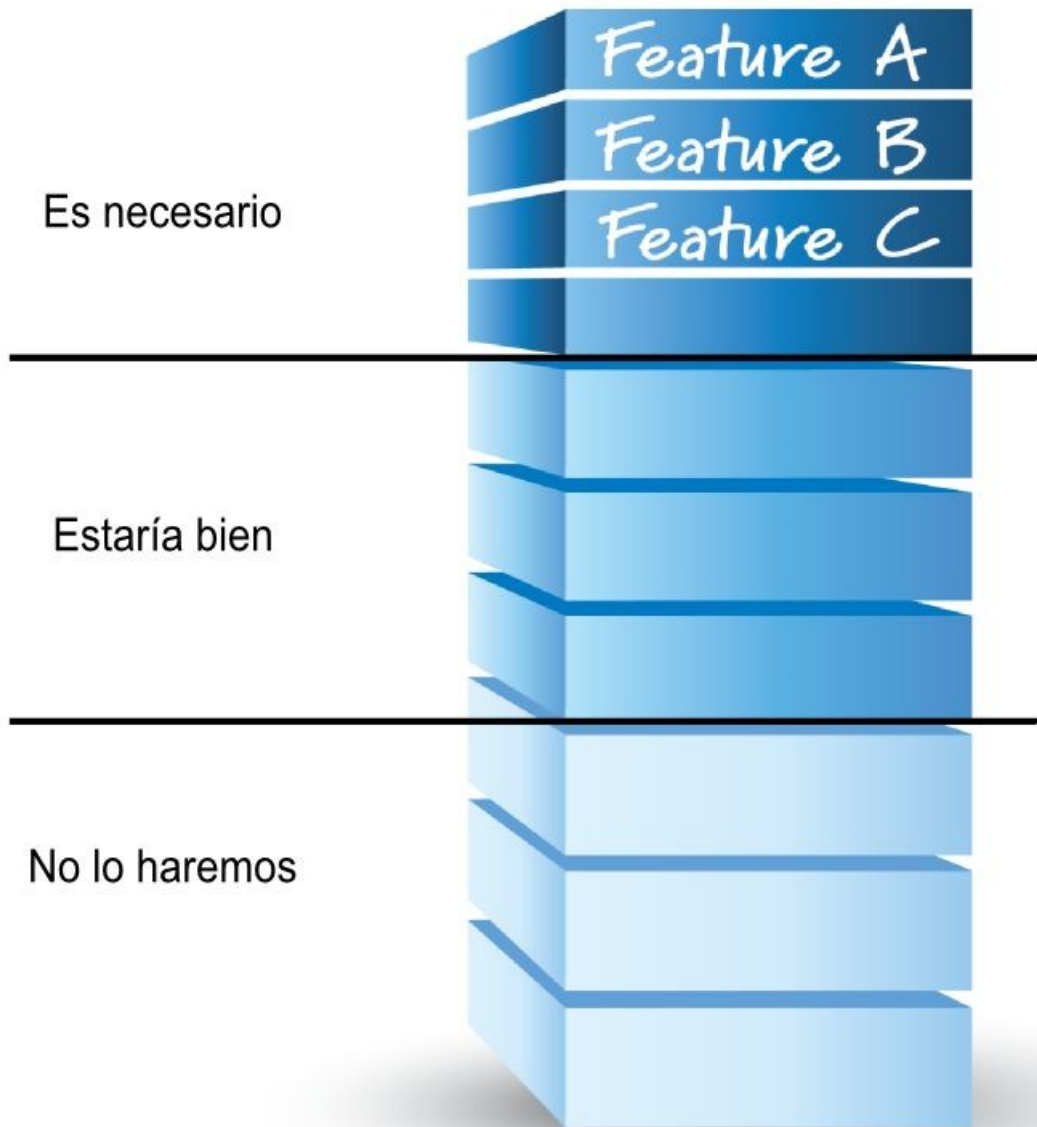 Feature A
Feature B
Es necesario
Feature C
Estaría bien
No lo haremos